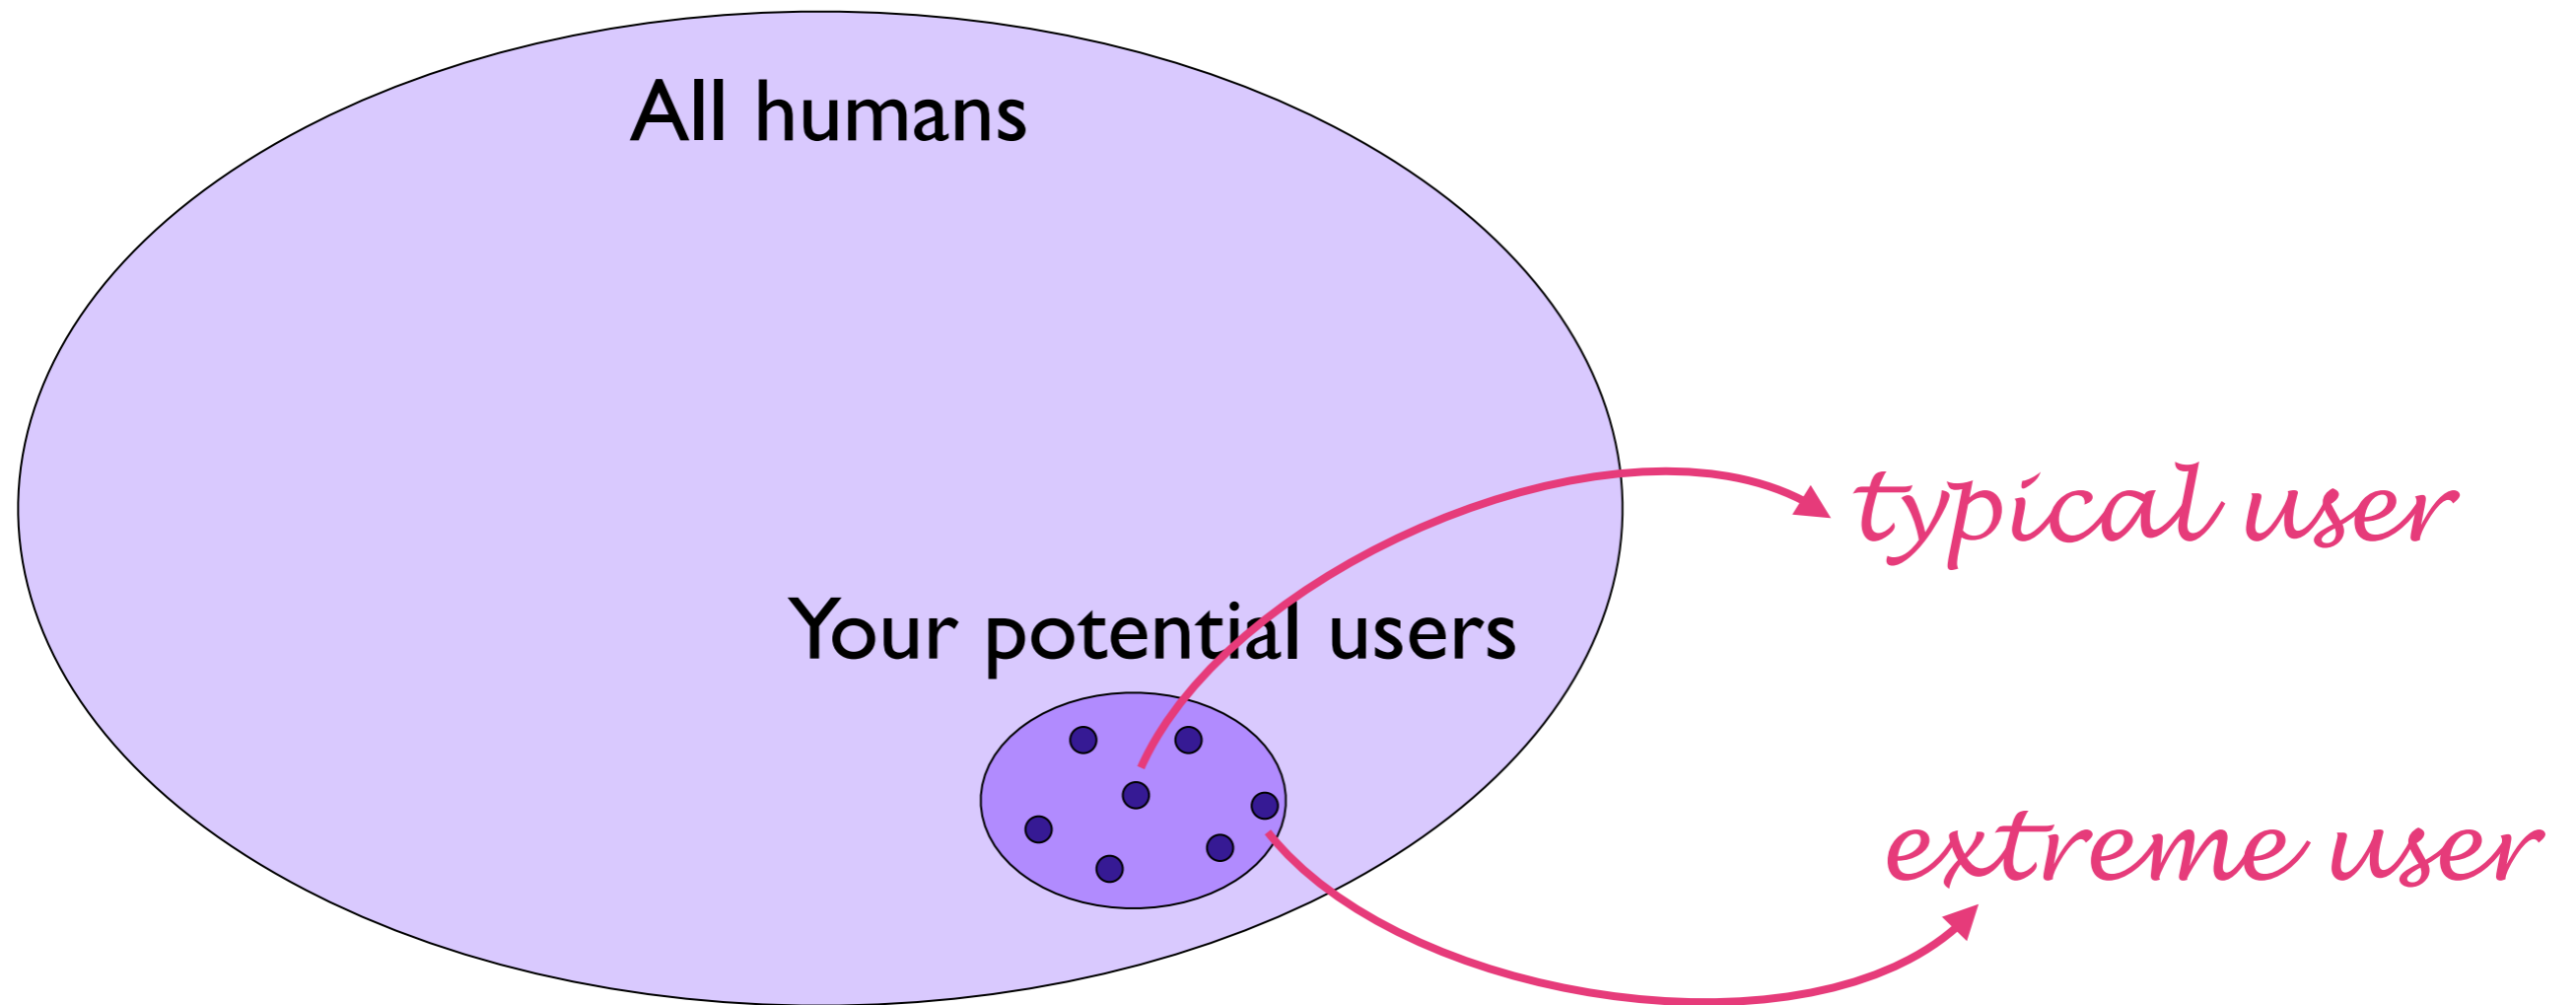 All humans
typical user
Your potential users
extreme user